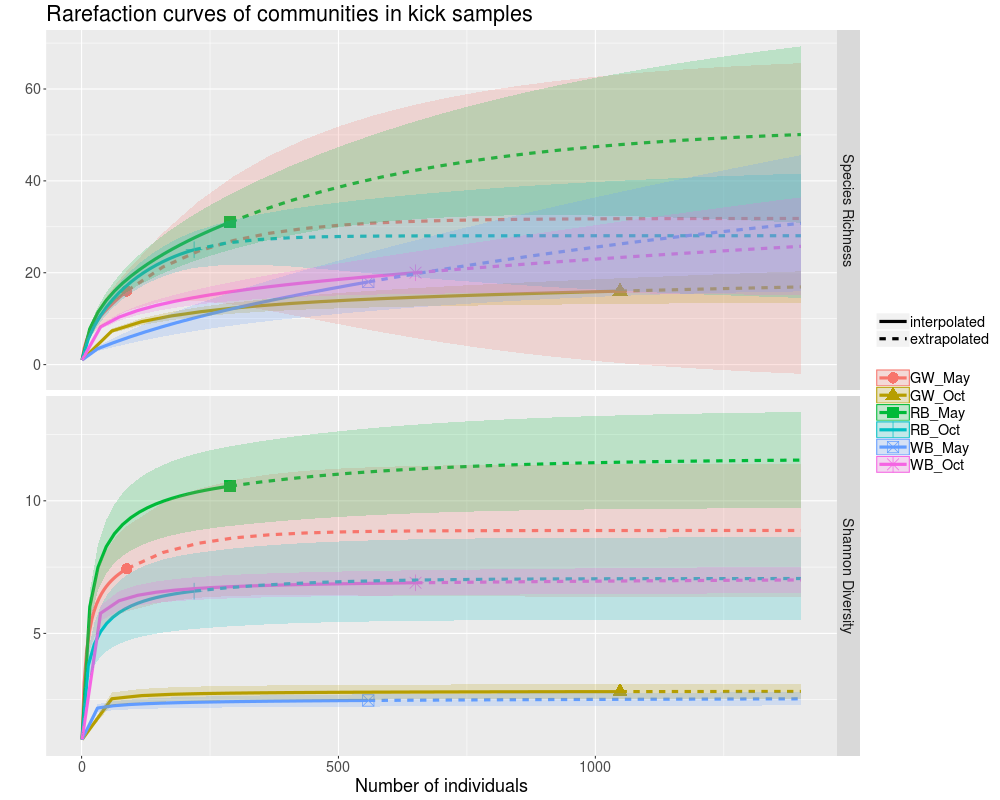 Rarefaction curves of communities in kick samples
60
40
20
0
Species Richness
10
5
Shannon Diversity
0
500
1000
Number of individuals
interpolated
extrapolated
GW_May
GW_Oct
RB_May
RB_Oct
WB_May
WB_Oct